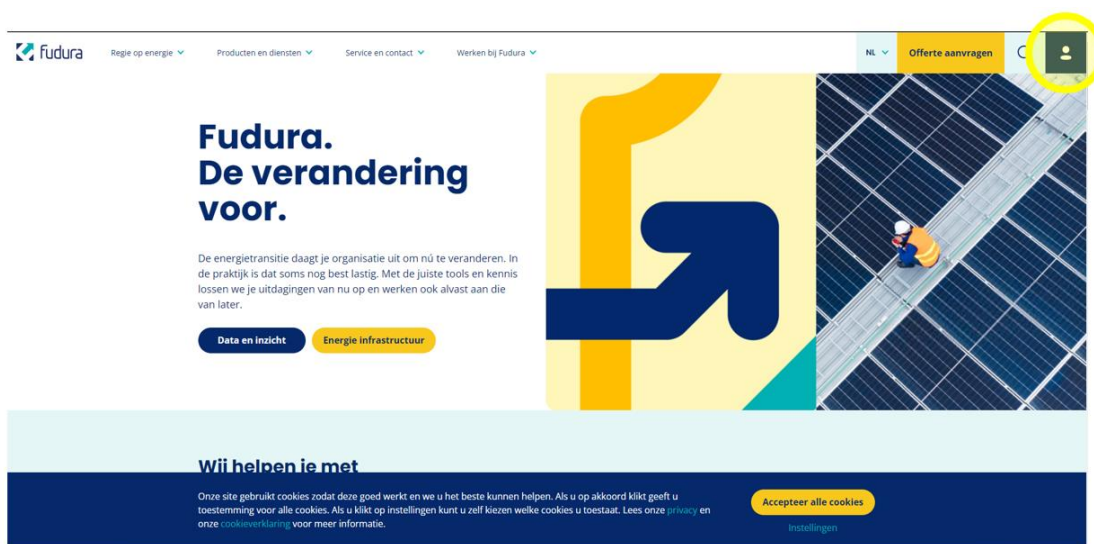 fudura
Regie op energie
Producten en diensten
Service en contact
Werken bij Fudura
NL
Offerte aanvragen
Fudura.
De verandering
voor.
De energietransitie daagt je organisatie uit om nú te veranderen. In
de praktijk is dat soms nog best lastig. Met de juiste tools en kennis
lossen we je uitdagingen van nu op en werken ook alvast aan die
van later.
Data en inzicht
Energie infrastructuur
Wij helpen je met
Onze site gebruikt cookies zodat deze goed werkt en we u het beste kunnen helpen. Als u op akkoord klikt geeft u
toestemming voor alle cookies. Als u klikt op instellingen kunt u zelf kiezen welke cookies u toestaat. Lees onze privacy en
onze cookieverklaring voor meer informatie.
Accepteer alle cookies
Instellingen